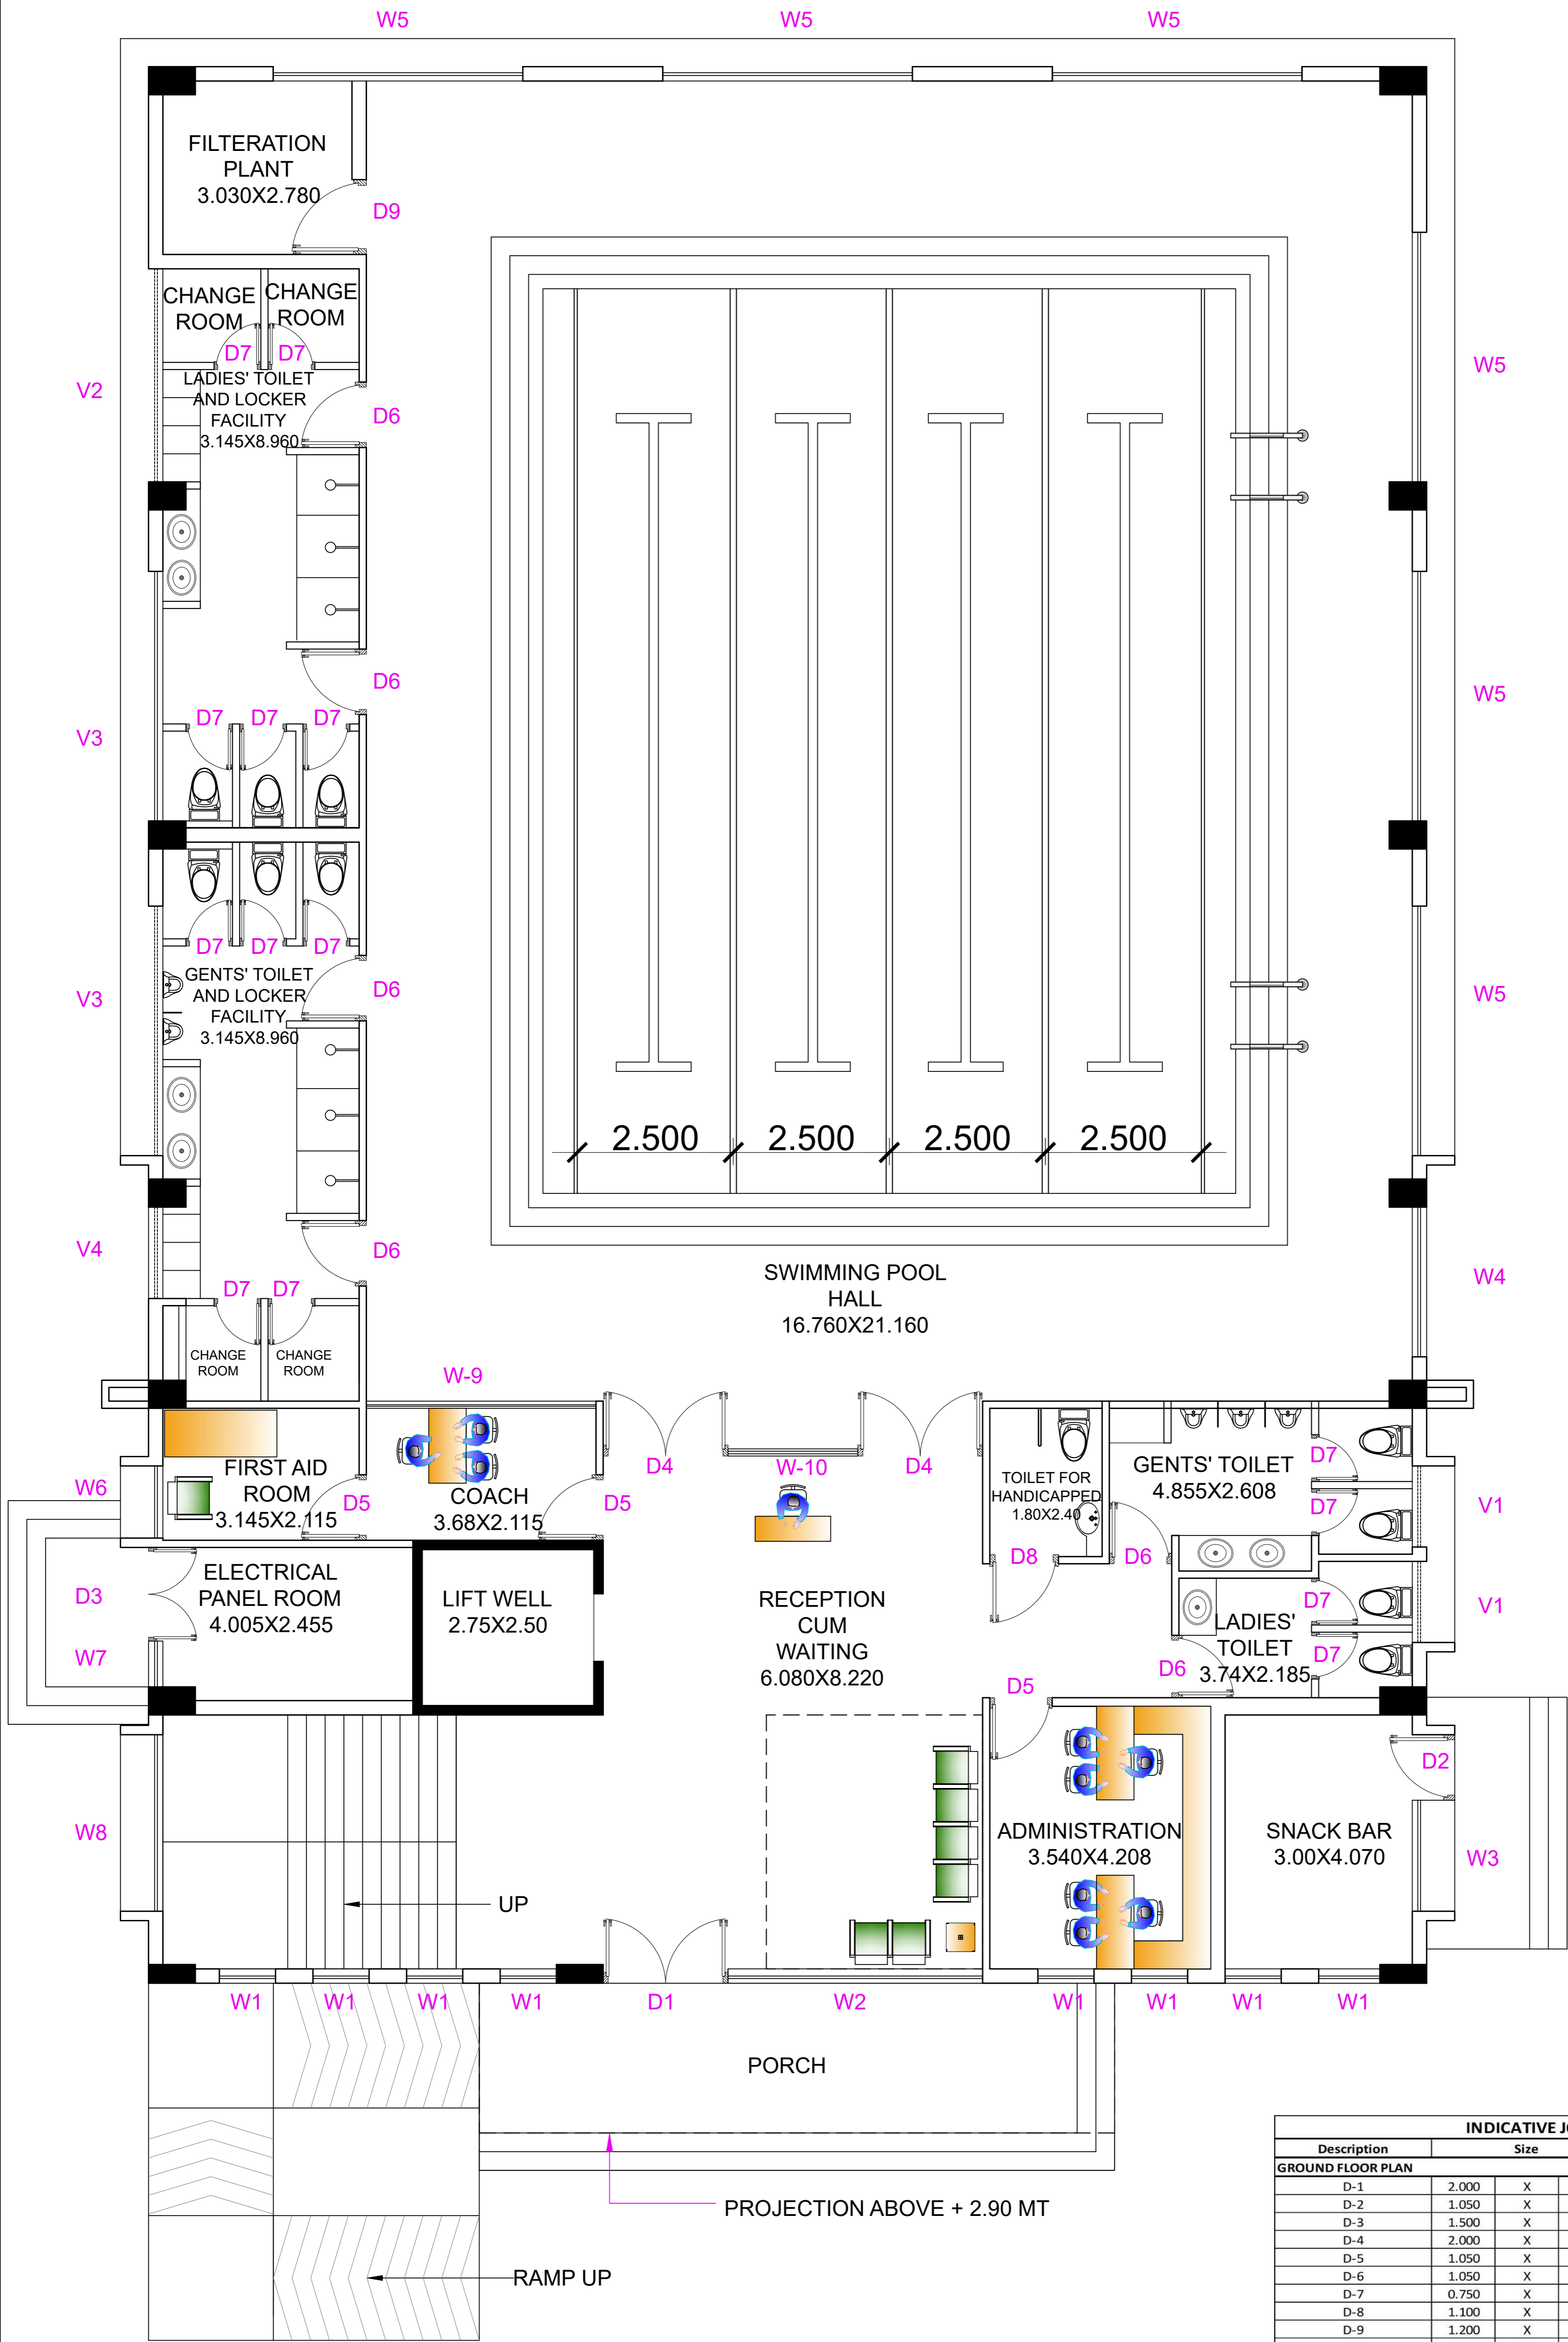 W5 W5 W5
FILTERATION
PLANT
3.030X2.780
D9
CHANGE
ROOM
CHANGE
ROOM
D7 D7
LADIES' TOILET
AND LOCKER
FACILITY
3.145X8.960
V2
D6
W5
D6
D7 D7 D7
V3
W5
D7 D7 D7
GENTS' TOILET
AND LOCKER
FACILITY
3.145X8.960
V3
D6
W5
2.500 2.500 2.500 2.500
V4
D6
D7 D7
W4
SWIMMING POOL
HALL
16.760X21.160
CHANGE
ROOM
CHANGE
ROOM
W-9
D4
W-10
D4
FIRST AID
ROOM
3.145X2.115
W6
D5
COACH
3.68X2.115
D5
TOILET FOR
HANDICAPPED
1.80X2.40
D8
GENTS' TOILET
4.855X2.608
D7
D7
V1
D6
ELECTRICAL
PANEL ROOM
4.005X2.455
D3
W7
LIFT WELL
2.75X2.50
RECEPTION
CUM
WAITING
6.080X8.220
LADIES'
TOILET
3.74X2.185
D7
D7
V1
D6
D5
D2
W8
ADMINISTRATION
3.540X4.208
SNACK BAR
3.00X4.070
W3
UP
W1 W1 W1 W1 D1 W2 W1 W1 W1 W1
PORCH
PROJECTION ABOVE + 2.90 MT
RAMP UP
INDICATIVE
Description Size
GROUND FLOOR PLAN
D-1 2.000 X
D-2 1.050 X
D-3 1.500 X
D-4 2.000 X
D-5 1.050 X
D-6 1.050 X
D-7 0.750 X
D-8 1.100 X
D-9 1.200 X